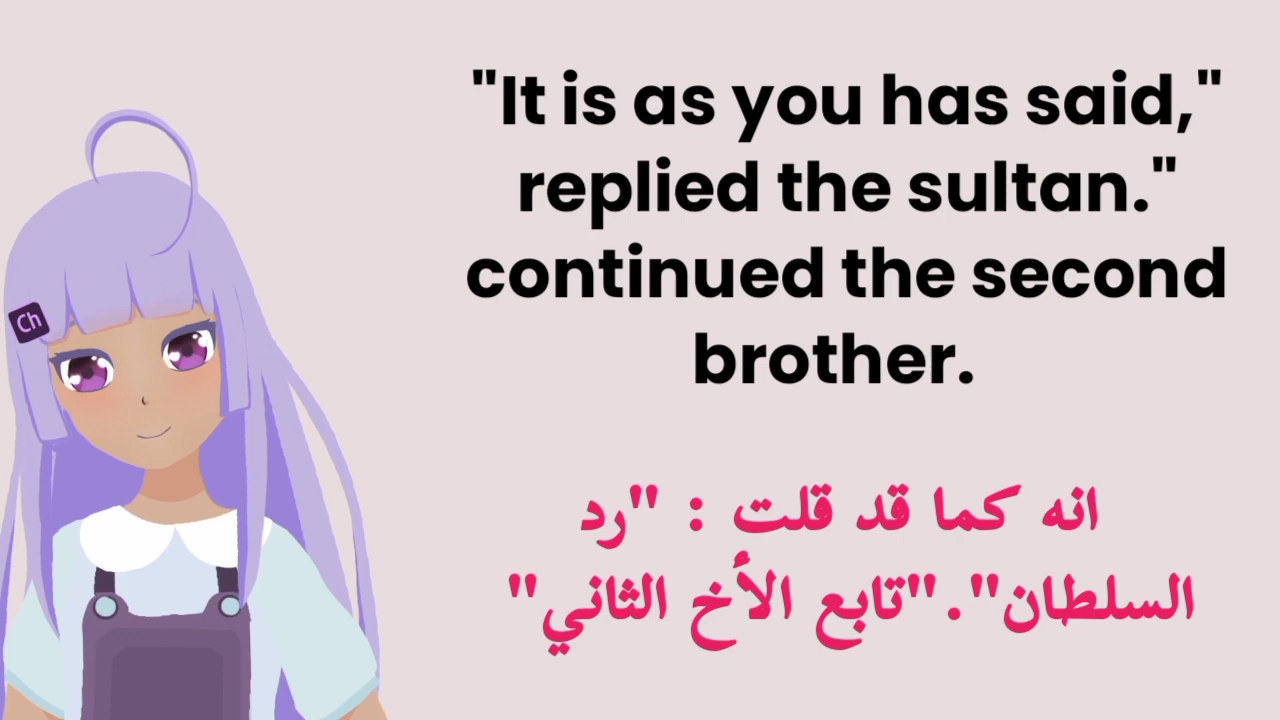 "It is as you has said,"
replied the sultan."
continued the second
brother.
انه كما قد قلت : "رد
السلطان"."تابع الأخ الثاني"
Ch